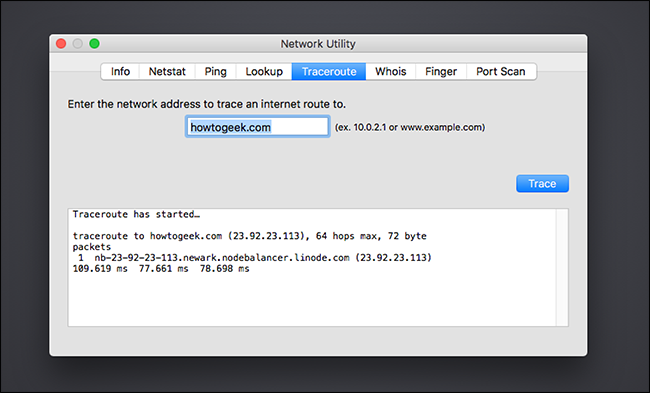 Network Utility
Info Netstat Ping Lookup Traceroute Whois Finger Port Scan
Enter the network address to trace an internet route to.
howtogeek.com (ex. 10.0.2.1 or www.example.com)
Trace
Traceroute has started…
traceroute to howtogeek.com (23.92.23.113), 64 hops max, 72 byte
packets
1 nb-23-92-23-113.newark.nodebalancer.linode.com (23.92.23.113)
109.619 ms 77.661 ms 78.698 ms